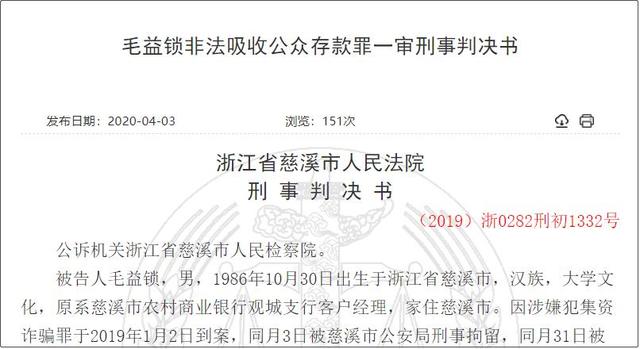 毛益锁非法吸收公众存款罪一审刑事判决书
发布日期：2020-04-03 浏览：151次
浙江省慈溪市人民法院
刑 事 判 决 书
（2019）浙0282刑初1332号
公诉机关浙江省慈溪市人民检察院。
被告人毛益锁，男，1986年10月30日出生于浙江省慈溪市，汉族，大学文
化，原系慈溪市农村商业银行观城支行客户经理，家住慈溪市。因涉嫌犯集资
诈骗罪于2019年1月2日到案，同月3日被慈溪市公安局刑事拘留，同月31日被